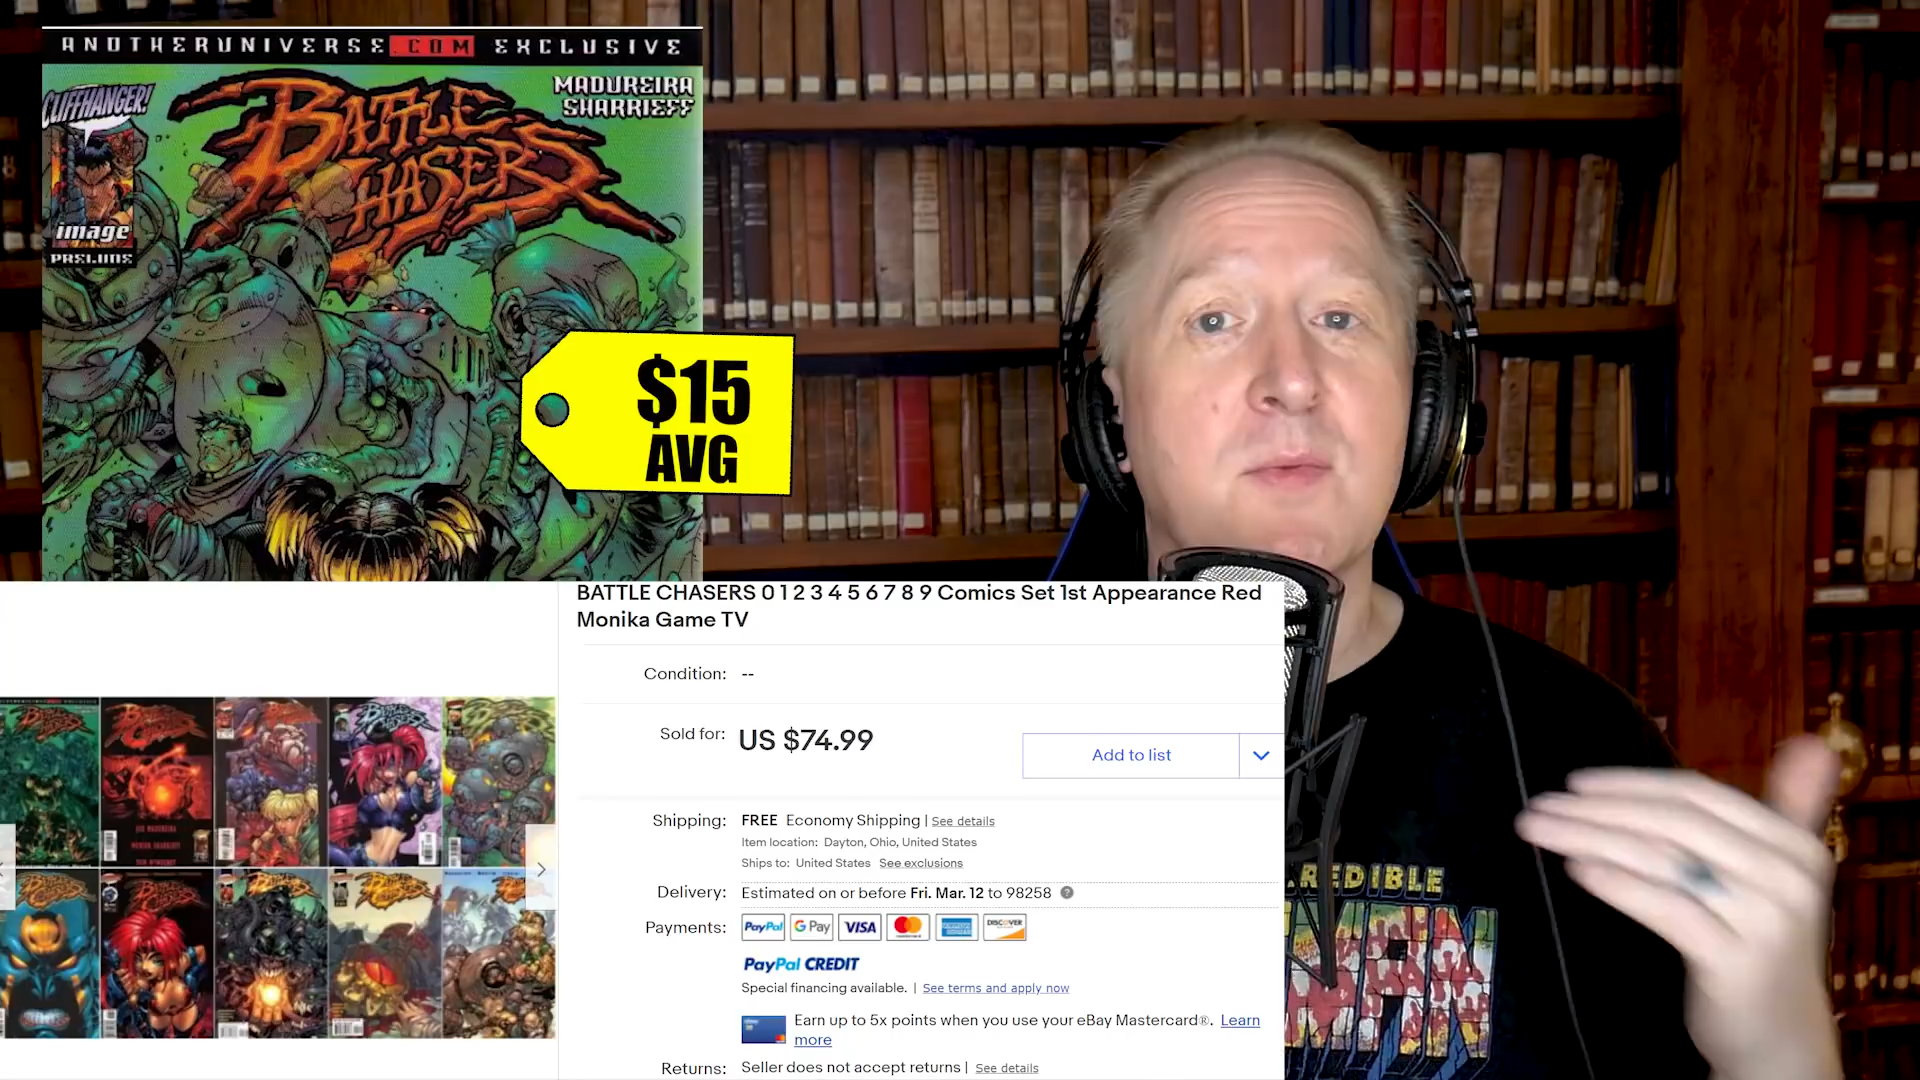 ANOTHERUNIVERSE.COM EXCLUSIVE
CLIFFHANGER!
BATTLE
CHASERS
MADUREIRA
SHARRIEFF
image
PRELUDE
$15
AVG
BATTLE CHASERS 0 1 2 3 4 5 6 7 8 9 Comics Set 1st Appearance Red
Monika Game TV
Condition: --
Sold for: US $74.99
Add to list
Shipping: FREE Economy Shipping | See details
Item location: Dayton, Ohio, United States
Ships to: United States See exclusions
Delivery: Estimated on or before Fri. Mar. 12 to 98258
Payments: PayPal G Pay VISA MasterCard AMERICAN EXPRESS DISCOVER
PayPal CREDIT
Special financing available. | See terms and apply now
Earn up to 5x points when you use your eBay Mastercard®. Learn
more
Returns: Seller does not accept returns | See details
REDIBLE